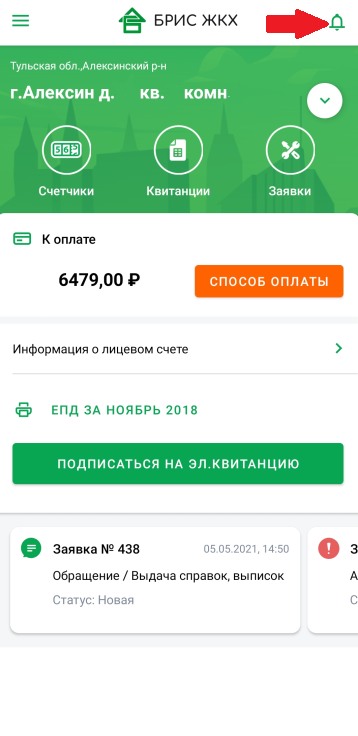 БРИС ЖКХ
Тульская обл.,Алексинский р-н
г.Алексин д. кв. комн.
Счетчики Квитанции Заявки
К оплате
6479,00 ₽ СПОСОБ ОПЛАТЫ
Информация о лицевом счете
ЕПД ЗА НОЯБРЬ 2018
ПОДПИСАТЬСЯ НА ЭЛ.КВИТАНЦИЮ
Заявка № 438 05.05.2021, 14:50
Обращение / Выдача справок, выписок
Статус: Новая